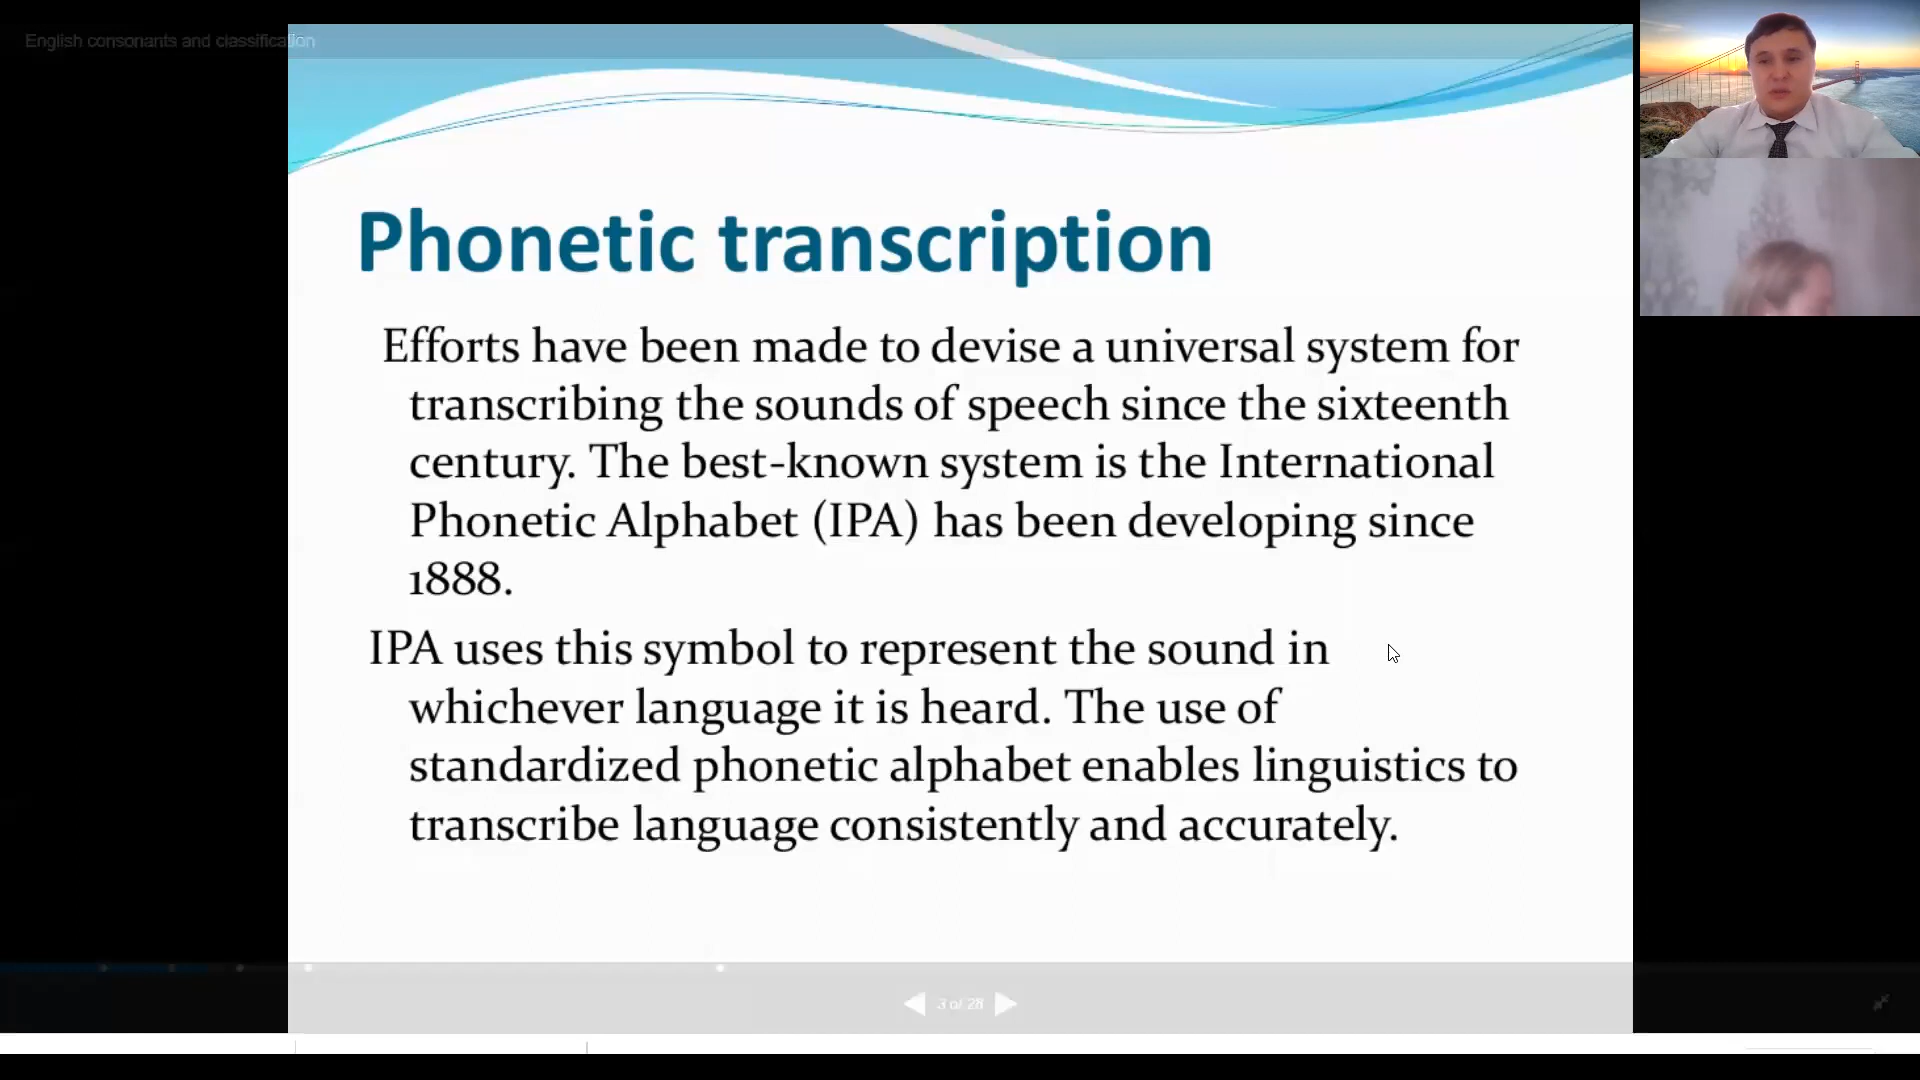 English consonants and classification
Phonetic transcription
Efforts have been made to devise a universal system for
transcribing the sounds of speech since the sixteenth
century. The best-known system is the International
Phonetic Alphabet (IPA) has been developing since
1888.
IPA uses this symbol to represent the sound in
whichever language it is heard. The use of
standardized phonetic alphabet enables linguistics to
transcribe language consistently and accurately.
3 of 28